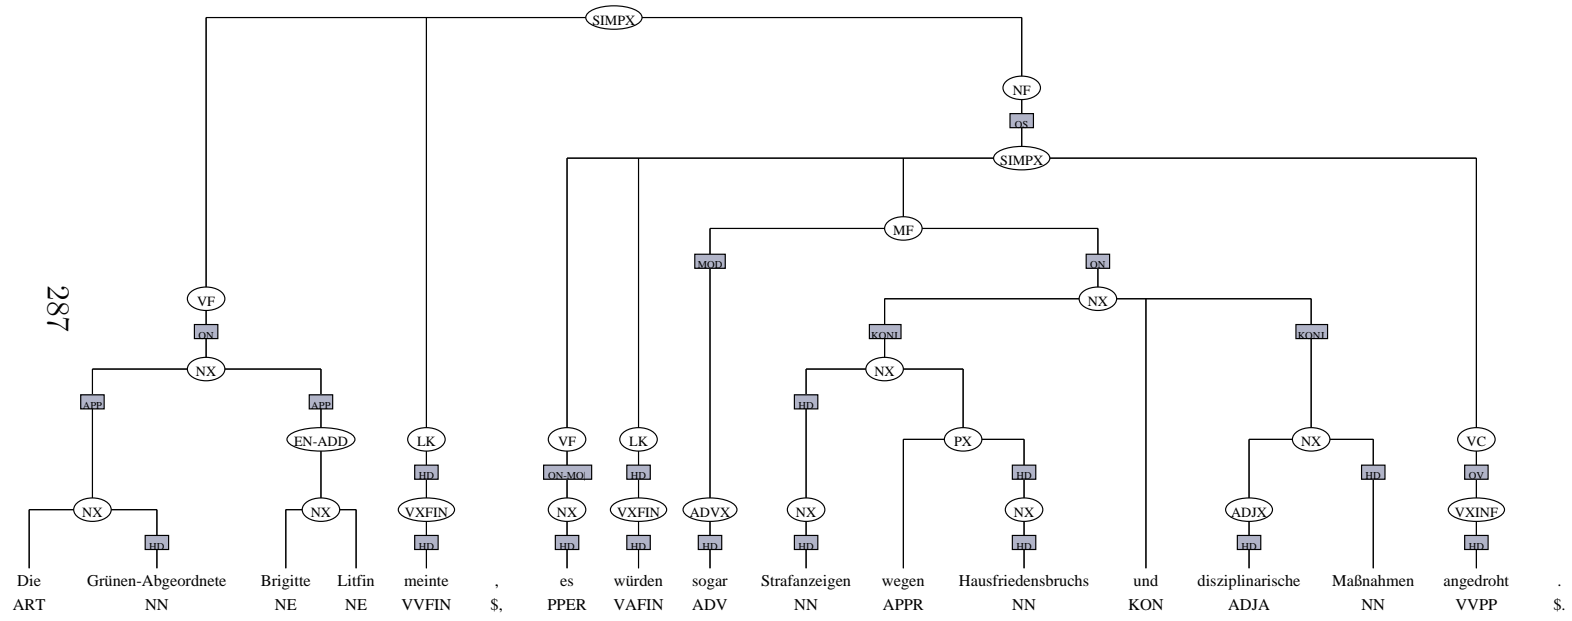 SIMPX
NF
OS
SIMPX
MF
MOD ON
287
VF NX
ON KONJ KONJ
NX NX
APP APP HD
EN-ADD LK VF LK PX NX VC
HD ON-MO HD HD HD OV
NX NX VXFIN NX VXFIN ADVX NX NX ADJX VXINF
HD HD HD HD HD HD HD HD HD
Die Grünen-Abgeordnete Brigitte Litfin meinte , es würden sogar Strafanzeigen wegen Hausfriedensbruchs und disziplinarische Maßnahmen angedroht .
ART NN NE NE VVFIN $, PPER VAFIN ADV NN APPR NN KON ADJA NN VVPP $.